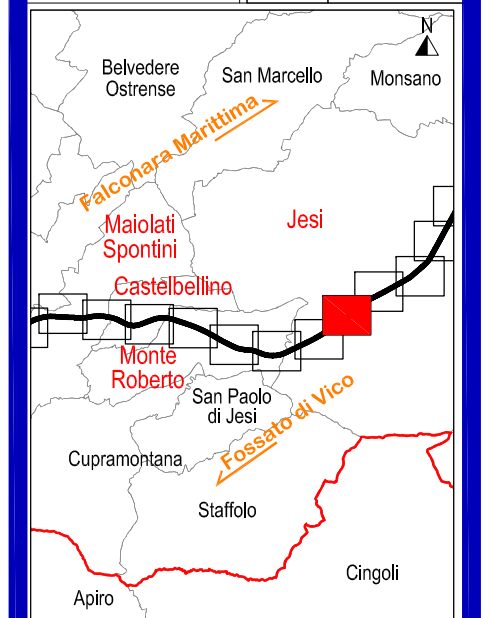 N
Belvedere
Ostrense
San Marcello
Monsano
Falconara Marittima
Maiolati
Spontini
Jesi
Castelbellino
Monte
Roberto
San Paolo
di Jesi
Fossato di Vico
Cupramontana
Staffolo
Cingoli
Apiro